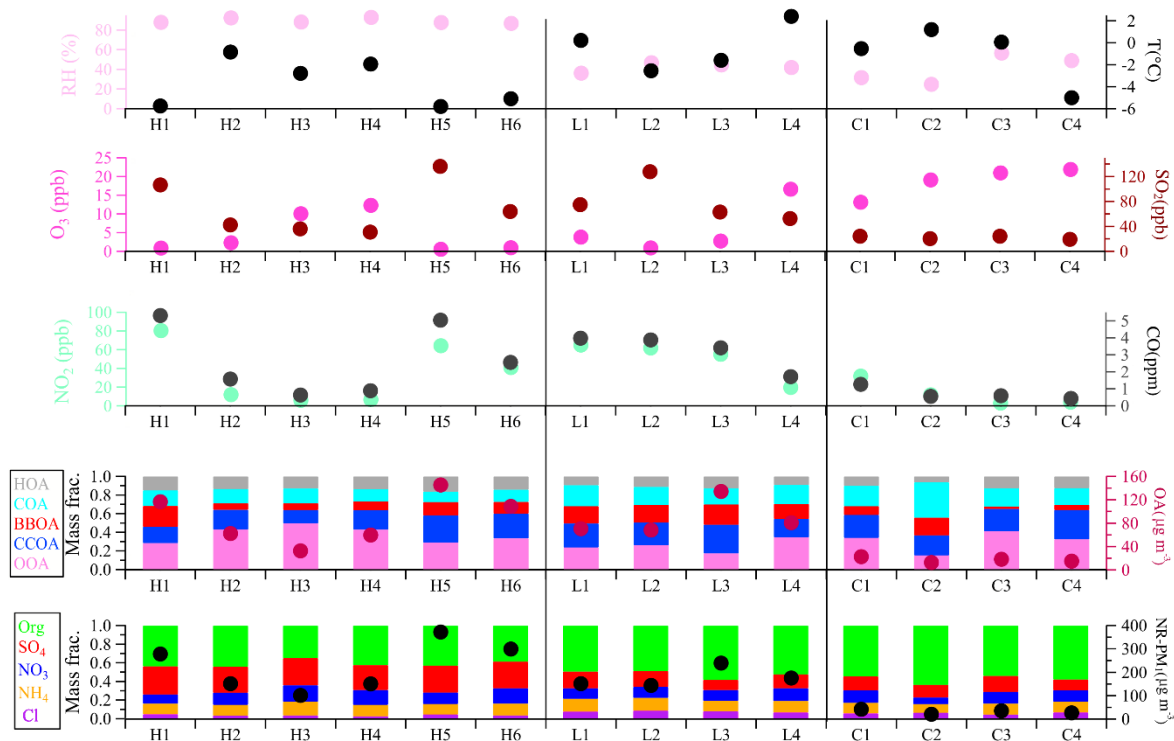 RH (%)
80
60
40
20
0
2
0
-2
-4
-6
T(°C)
H1 H2 H3 H4 H5 H6 L1 L2 L3 L4 C1 C2 C3 C4
O3 (ppb)
25
20
15
10
5
0
120
80
40
0
SO2(ppb)
H1 H2 H3 H4 H5 H6 L1 L2 L3 L4 C1 C2 C3 C4
NO2 (ppb)
100
80
60
40
20
0
5
4
3
2
1
0
CO(ppm)
H1 H2 H3 H4 H5 H6 L1 L2 L3 L4 C1 C2 C3 C4
HOA
COA
BBOA
CCOA
OOA
Mass frac.
1.0
0.8
0.6
0.4
0.2
0.0
160
120
80
40
0
OA(µg m-3)
H1 H2 H3 H4 H5 H6 L1 L2 L3 L4 C1 C2 C3 C4
Org
SO4
NO3
NH4
Cl
Mass frac.
1.0
0.8
0.6
0.4
0.2
0.0
400
300
200
100
0
NR-PM1(µg m-3)
H1 H2 H3 H4 H5 H6 L1 L2 L3 L4 C1 C2 C3 C4